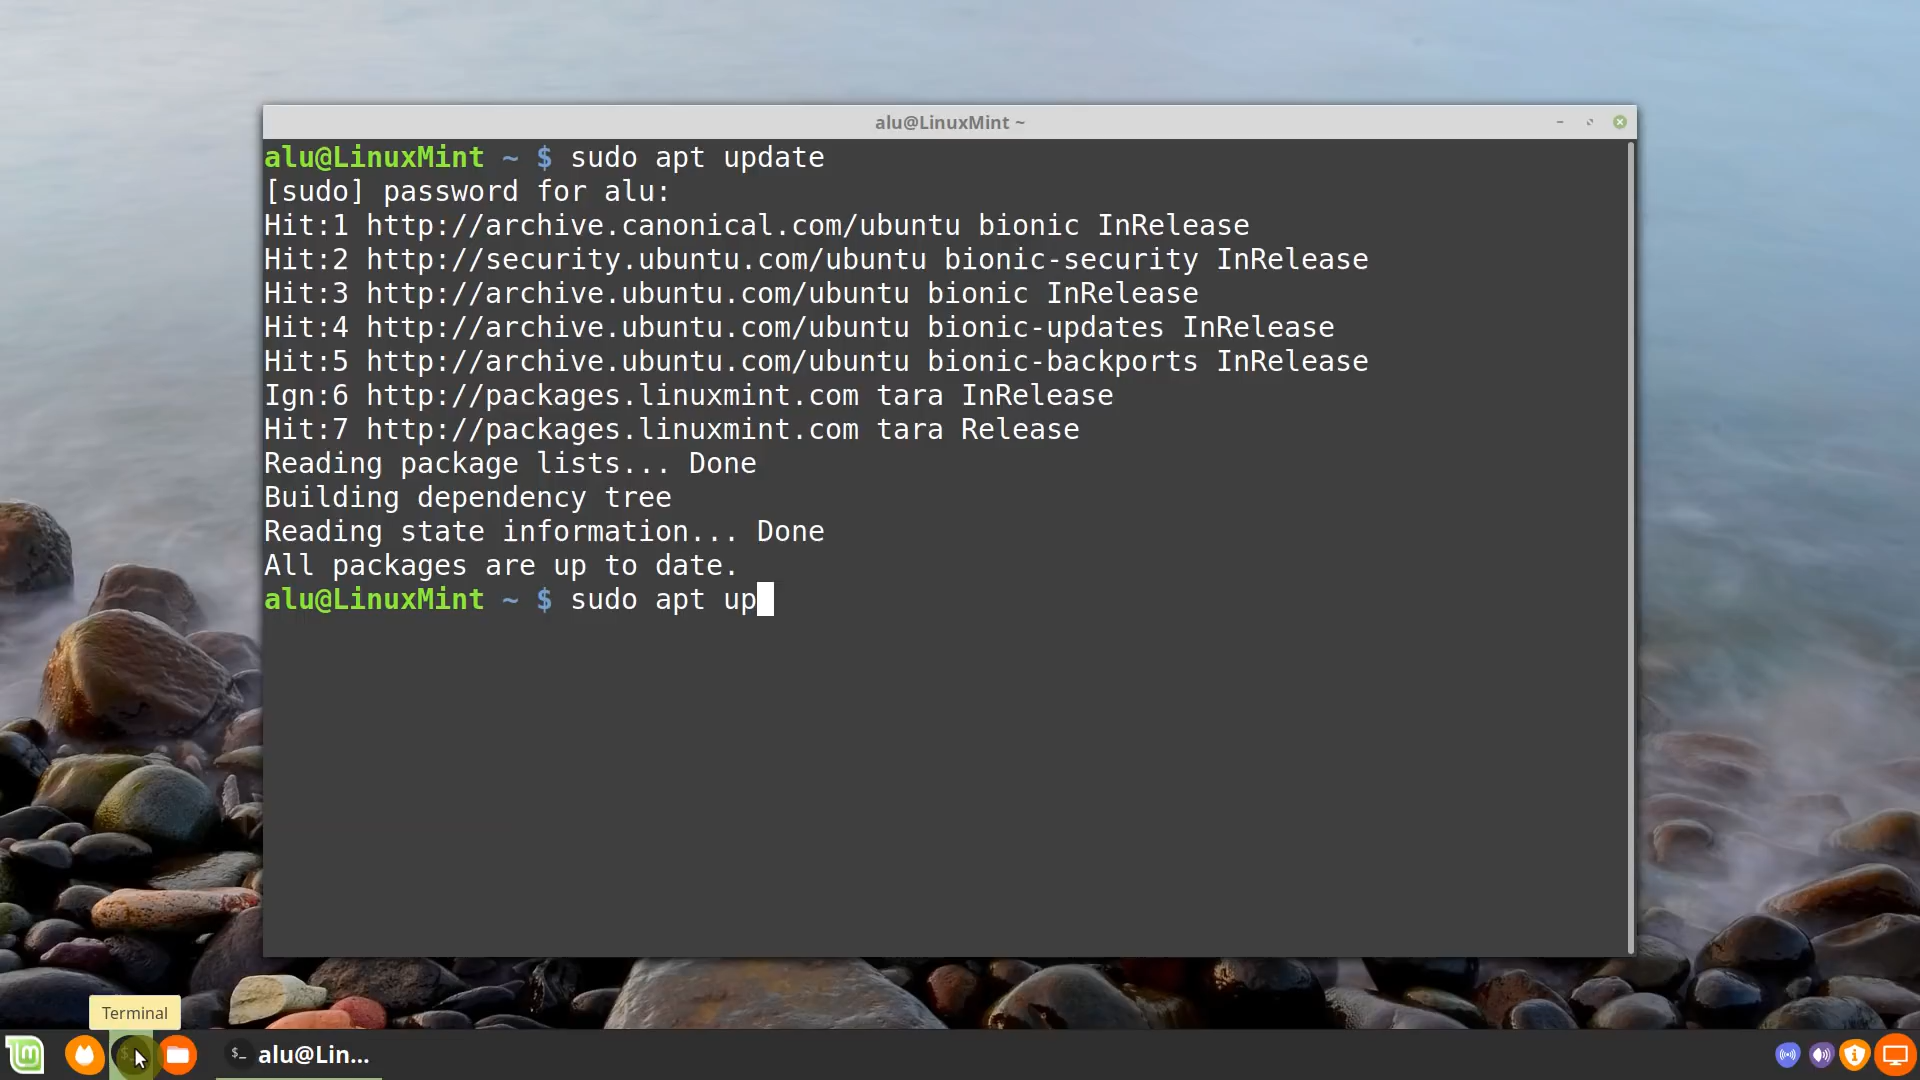 alu@LinuxMint ~
alu@LinuxMint ~ $ sudo apt update
[sudo] password for alu:
Hit:1 http://archive.canonical.com/ubuntu bionic InRelease
Hit:2 http://security.ubuntu.com/ubuntu bionic-security InRelease
Hit:3 http://archive.ubuntu.com/ubuntu bionic InRelease
Hit:4 http://archive.ubuntu.com/ubuntu bionic-updates InRelease
Hit:5 http://archive.ubuntu.com/ubuntu bionic-backports InRelease
Ign:6 http://packages.linuxmint.com tara InRelease
Hit:7 http://packages.linuxmint.com tara Release
Reading package lists... Done
Building dependency tree
Reading state information... Done
All packages are up to date.
alu@LinuxMint ~ $ sudo apt up
Terminal
$_ alu@Lin...